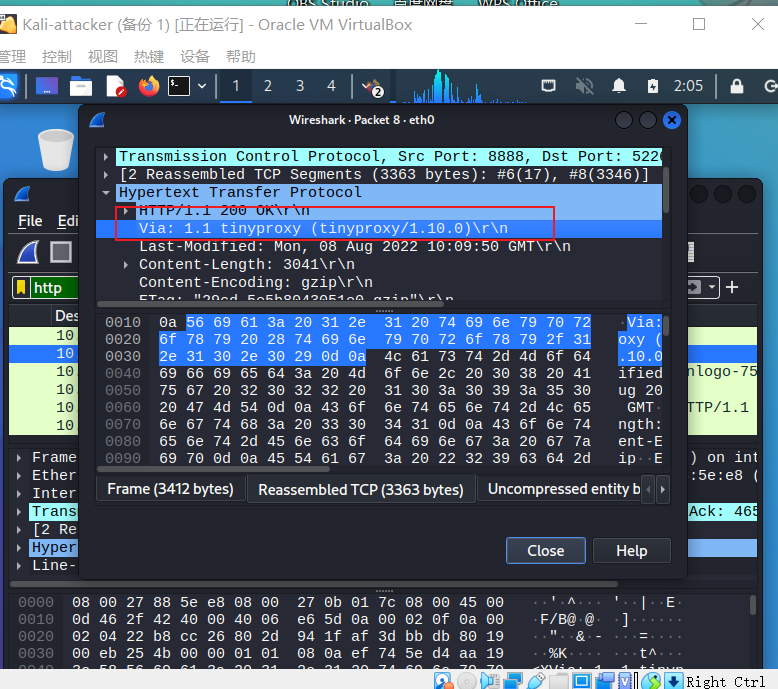 OBS Studio 百度网盘 WPS Office
Kali-attacker (备份 1) [正在运行] - Oracle VM VirtualBox
管理 控制 视图 热键 设备 帮助
1 2 3 4 2 2:05
Wireshark · Packet 8 · eth0
Transmission Control Protocol, Src Port: 8888, Dst Port: 5226
[2 Reassembled TCP Segments (3363 bytes): #6(17), #8(3346)]
Hypertext Transfer Protocol
HTTP/1.1 200 OK\r\n
Via: 1.1 tinyproxy (tinyproxy/1.10.0)\r\n
Last-Modified: Mon, 08 Aug 2022 10:09:50 GMT\r\n
Content-Length: 3041\r\n
Content-Encoding: gzip\r\n
0010 0a 56 69 61 3a 20 31 2e 31 20 74 69 6e 79 70 72 ·Via:
0020 6f 78 79 20 28 74 69 6e 79 70 72 6f 78 79 2f 31 oxy (
0030 2e 31 30 2e 30 29 0d 0a 4c 61 73 74 2d 4d 6f 64 .10.0
0040 69 66 69 65 64 3a 20 4d 6f 6e 2c 20 30 38 20 41 ified
0050 75 67 20 32 30 32 32 20 31 30 3a 30 39 3a 35 30 ug 20
0060 20 47 4d 54 0d 0a 43 6f 6e 74 65 6e 74 2d 4c 65 GMT·
0070 6e 67 74 68 3a 20 33 30 34 31 0d 0a 43 6f 6e 74 ngth:
0080 65 6e 74 2d 45 6e 63 6f 64 69 6e 67 3a 20 67 7a ent-E
0090 69 70 0d 0a 45 54 61 67 3a 20 22 32 39 63 64 2d ip··E
Frame (3412 bytes) Reassembled TCP (3363 bytes) Uncompressed entity b
Close Help
File Edi
http
Des
10.
10
10.
nlogo-75
10.
10.
TTP/1.1
10.
Frame
) on int
Ether
:5e:e8 (
Inter
Transm
Ack: 465
[2 Re
Hyper
Line-
0000 08 00 27 88 5e e8 08 00 27 0b 01 7c 08 00 45 00 ··'·^··· '··|··E·
0010 0d 46 2f 42 40 00 40 06 e6 5d 0a 00 02 0f 0a 00 ·F/B@·@· ·]······
0020 02 04 22 b8 cc 26 80 2d 94 1f af 3d bb db 80 19 ··"··&·- ···=····
0030 00 eb 25 4b 00 00 01 01 08 0a ef 74 5e d4 aa 19 ··%K···· ···t^···
Right Ctrl